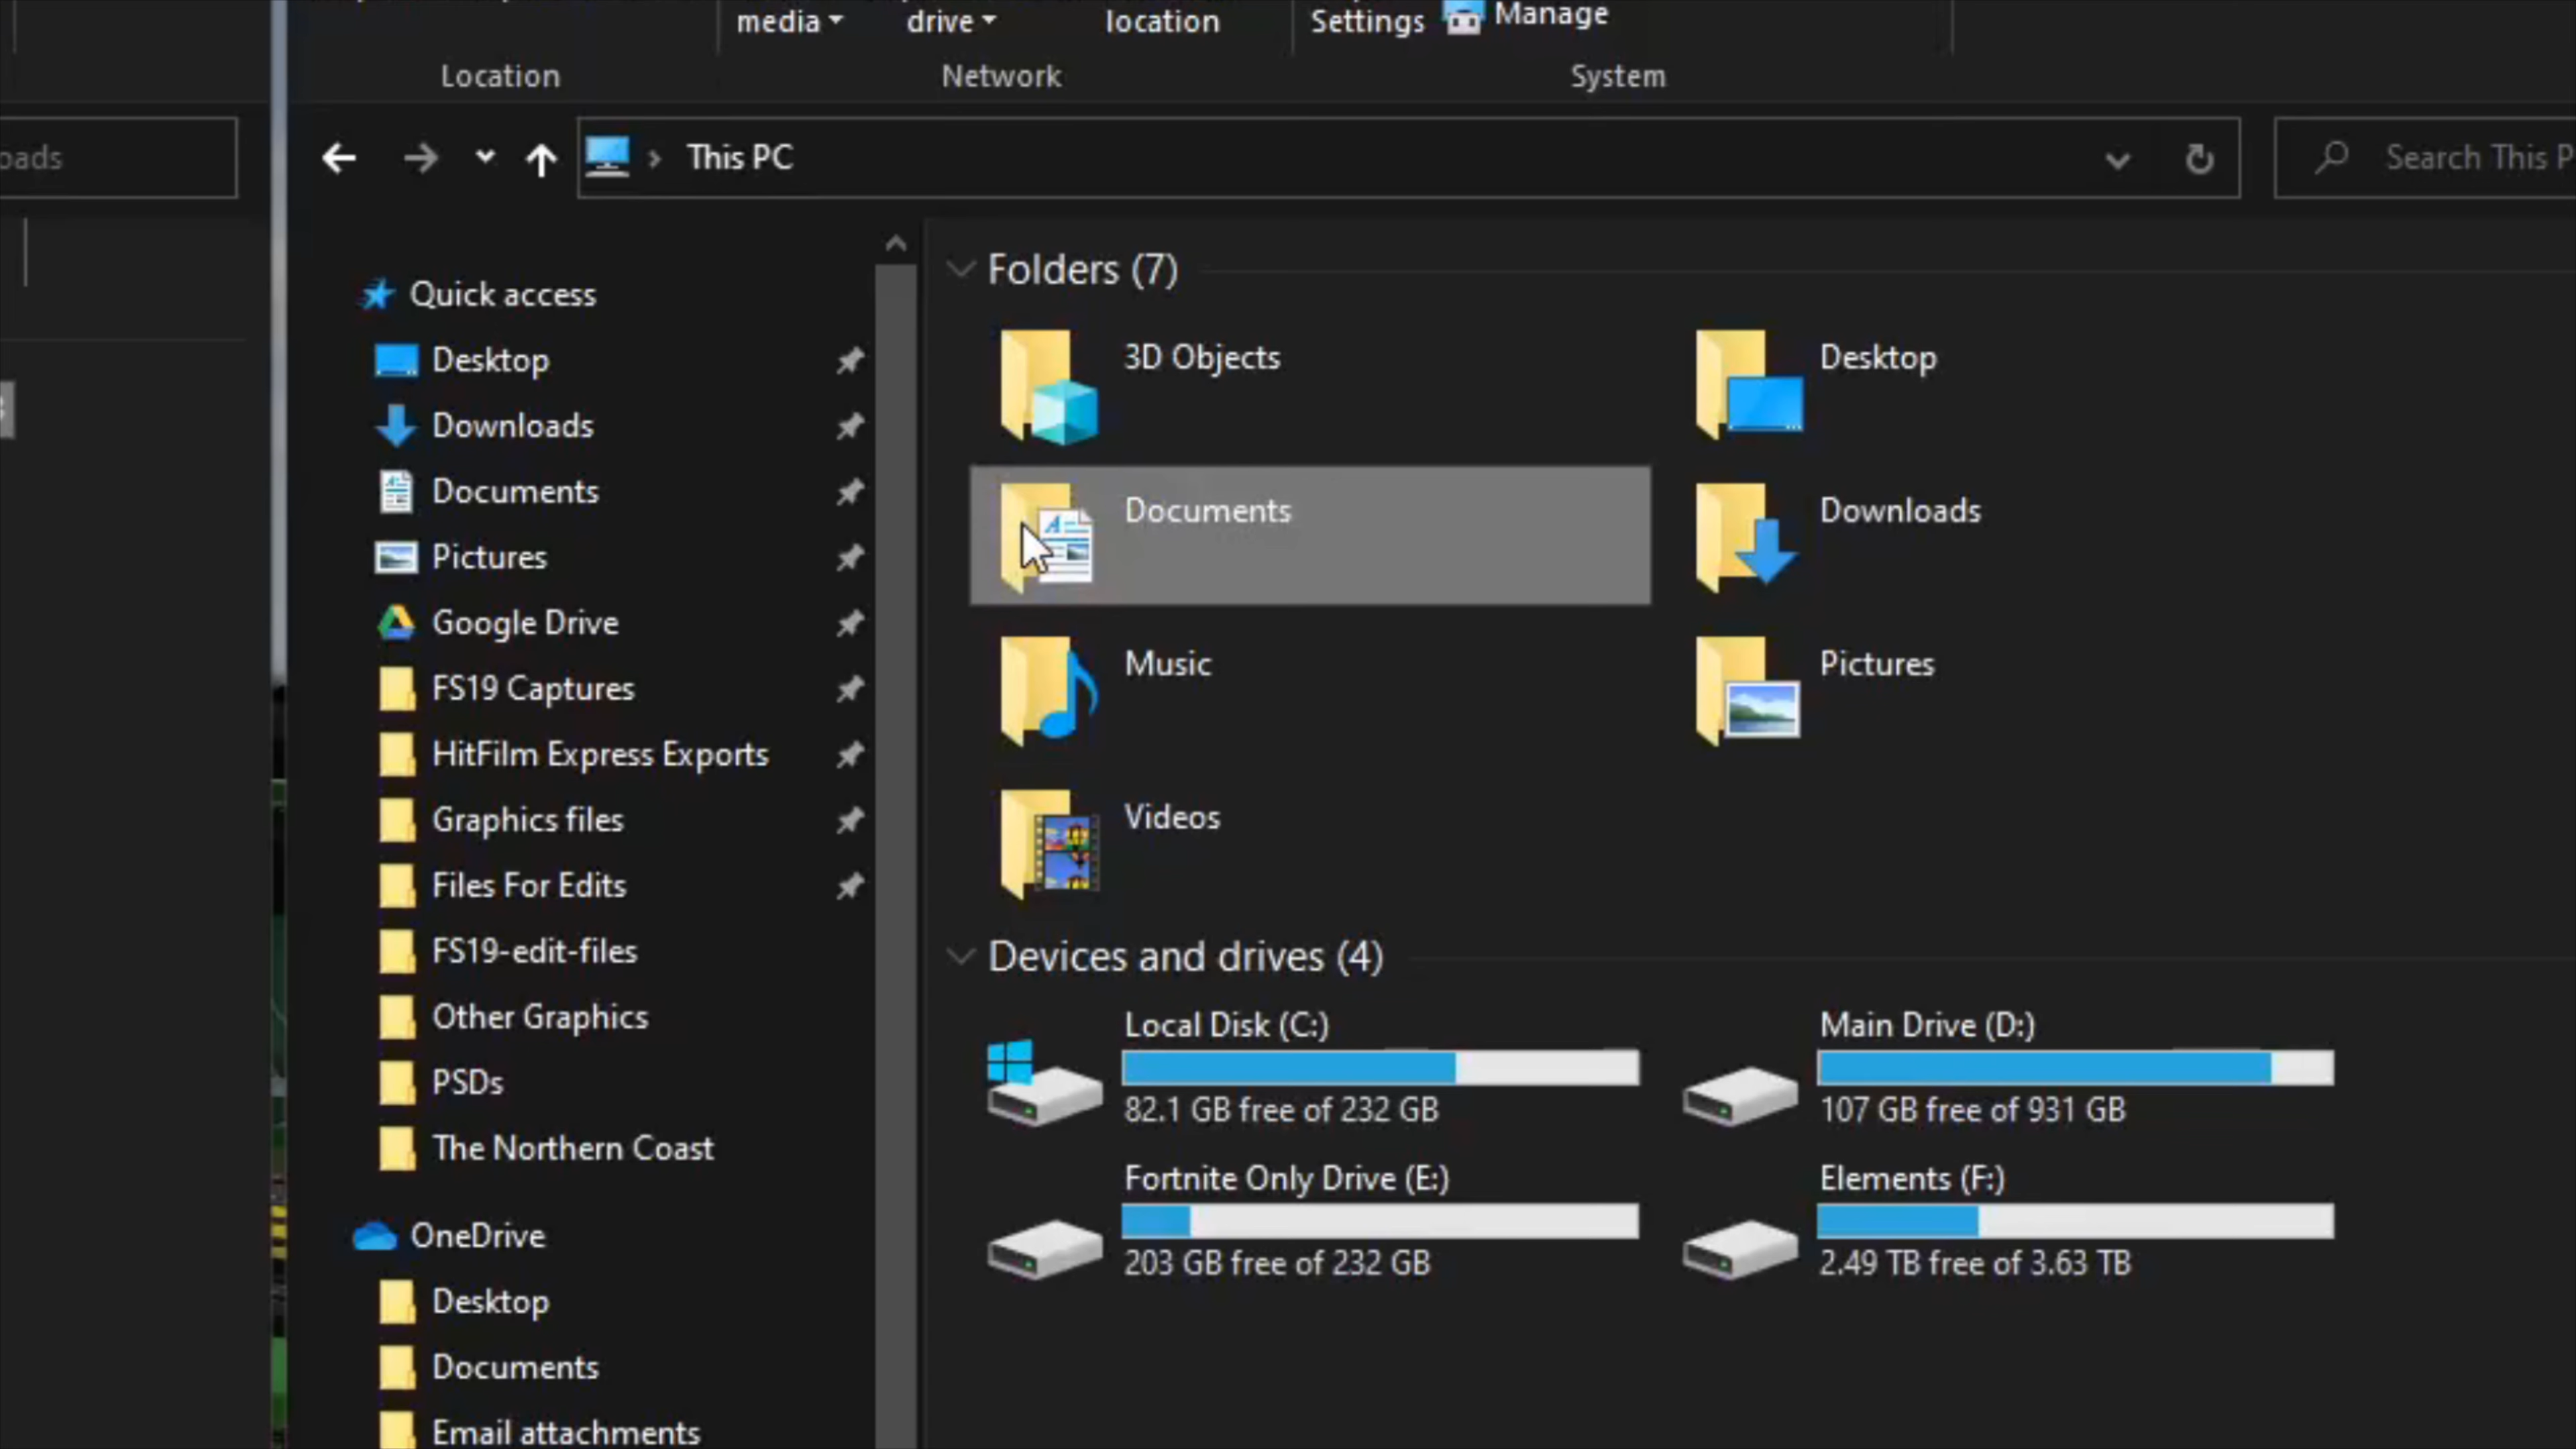 media
drive
location
Settings
Manage
Location
Network
System
oads
This PC
Search This P
Quick access
Desktop
Downloads
Documents
Pictures
Google Drive
FS19 Captures
HitFilm Express Exports
Graphics files
Files For Edits
FS19-edit-files
Other Graphics
PSDs
The Northern Coast
OneDrive
Desktop
Documents
Email attachments
Folders (7)
3D Objects
Desktop
Documents
Downloads
Music
Pictures
Videos
Devices and drives (4)
Local Disk (C:)
82.1 GB free of 232 GB
Main Drive (D:)
107 GB free of 931 GB
Fortnite Only Drive (E:)
203 GB free of 232 GB
Elements (F:)
2.49 TB free of 3.63 TB